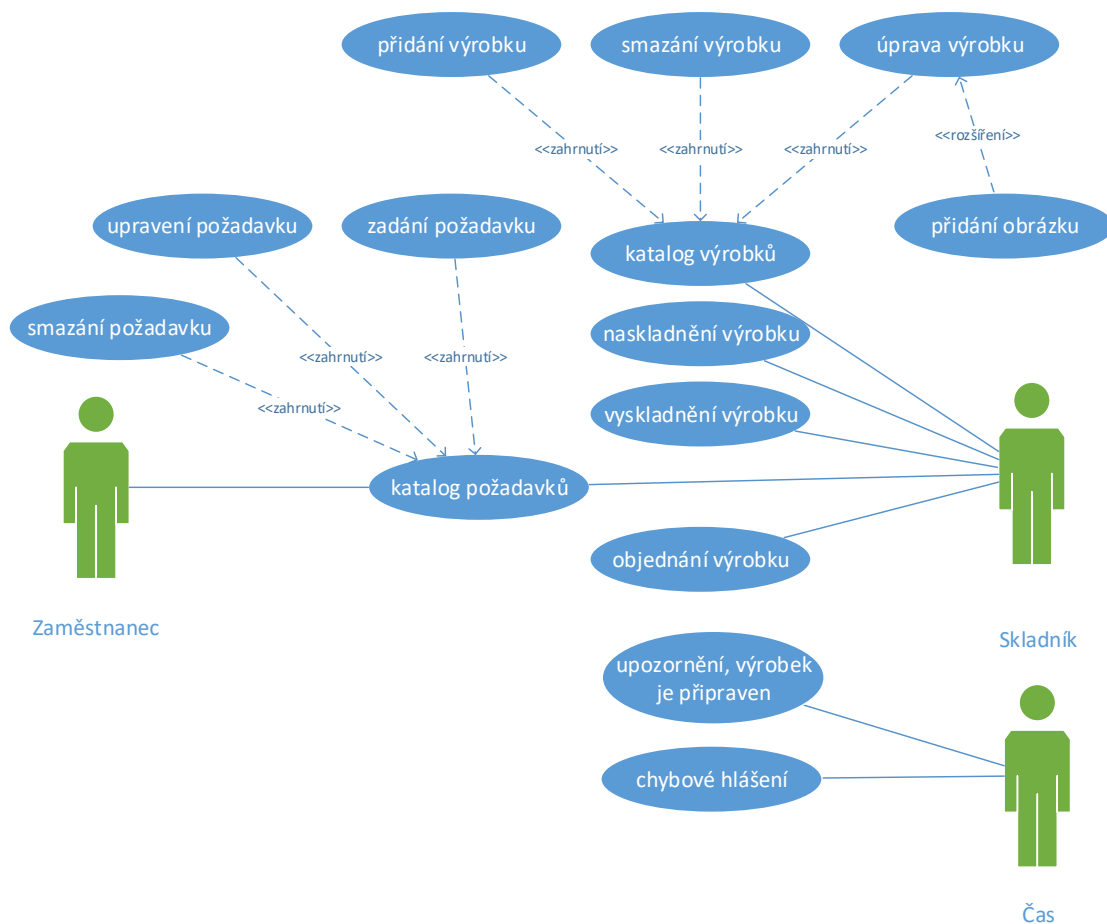 přidání výrobku
smazání výrobku
úprava výrobku
<<rozšíření>>
<<zahrnutí>>
<<zahrnutí>>
<<zahrnutí>>
upravení požadavku
zadání požadavku
katalog výrobků
přidání obrázku
smazání požadavku
naskladnění výrobku
<<zahrnutí>>
<<zahrnutí>>
<<zahrnutí>>
vyskladnění výrobku
katalog požadavků
objednání výrobku
Zaměstnanec
Skladník
upozornění, výrobek
je připraven
chybové hlášení
Čas